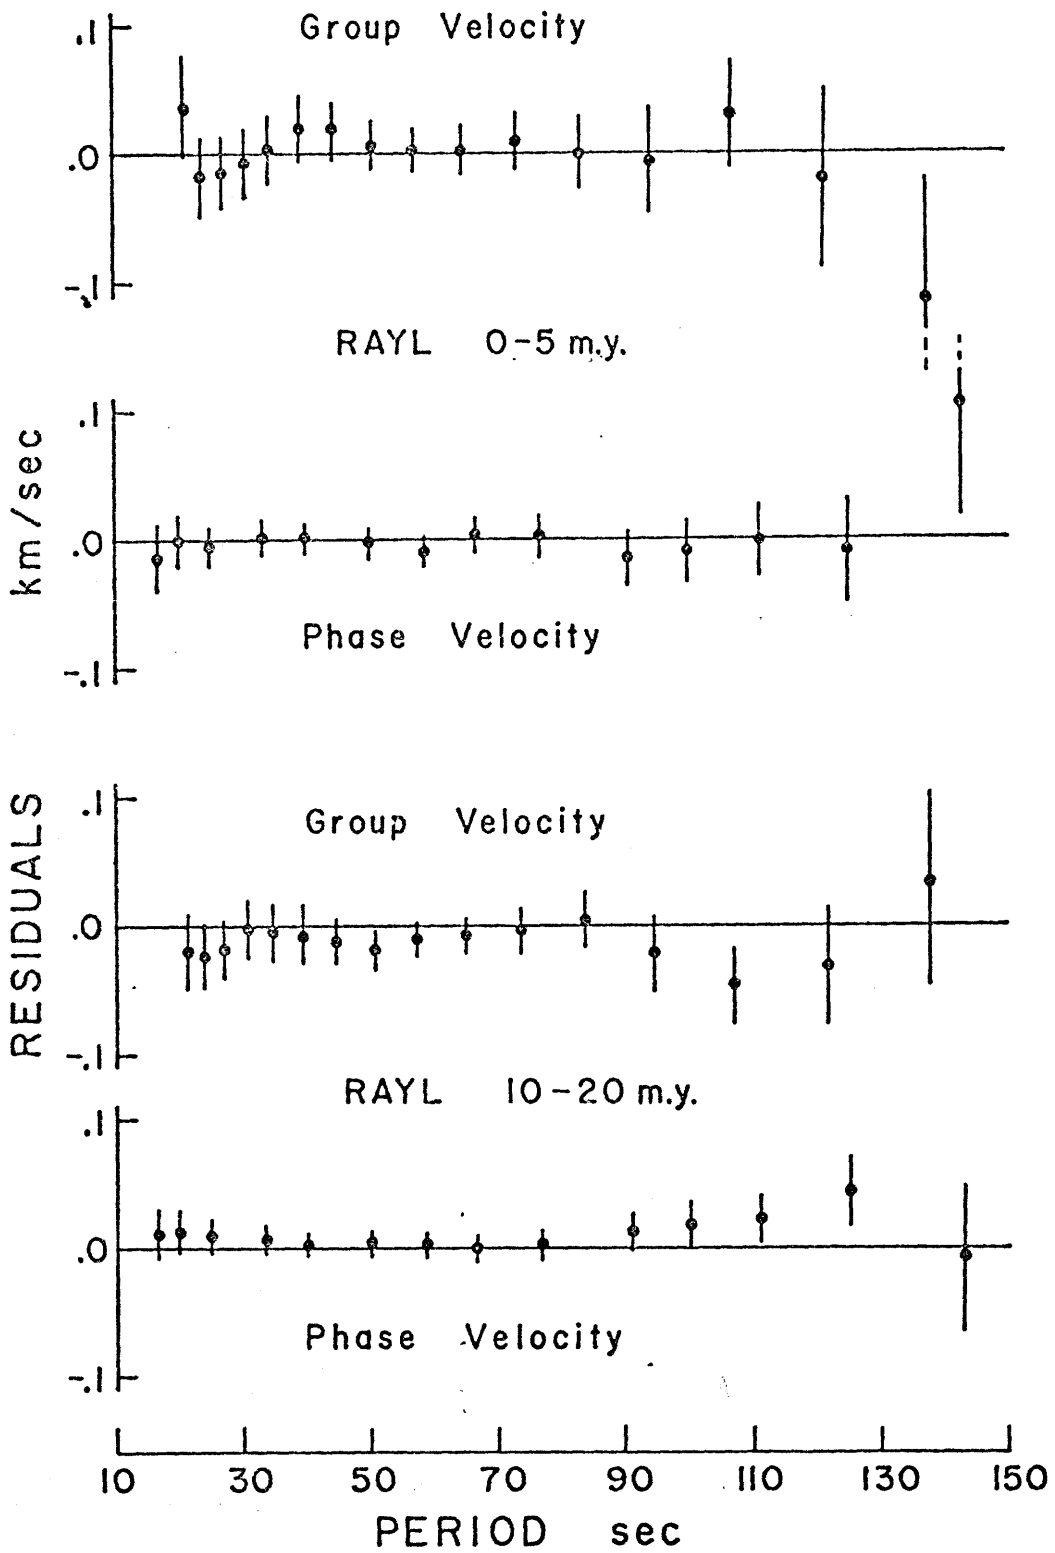 Group Velocity
.1
.0
-.1
RAYL 0-5 m.y.
.1
.0
-.1
Phase Velocity
km/sec
RESIDUALS
Group Velocity
.1
.0
-.1
RAYL 10-20 m.y.
.1
.0
-.1
Phase Velocity
10 30 50 70 90 110 130 150
PERIOD sec